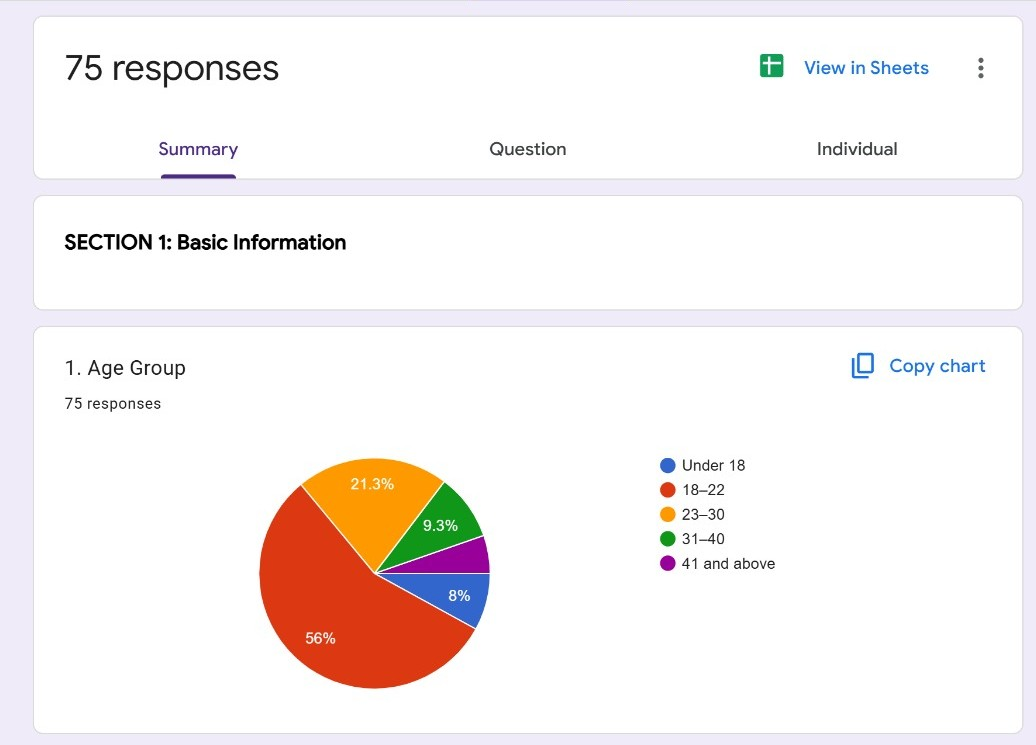 75 responses
View in Sheets
Summary
Question
Individual
SECTION 1: Basic Information
1. Age Group
Copy chart
75 responses
21.3%
9.3%
8%
56%
Under 18
18–22
23–30
31–40
41 and above